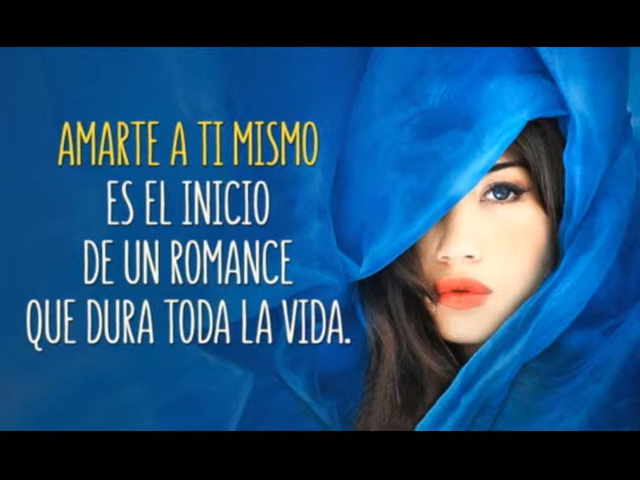 AMARTE A TI MISMO
ES EL INICIO
DE UN ROMANCE
QUE DURA TODA LA VIDA.